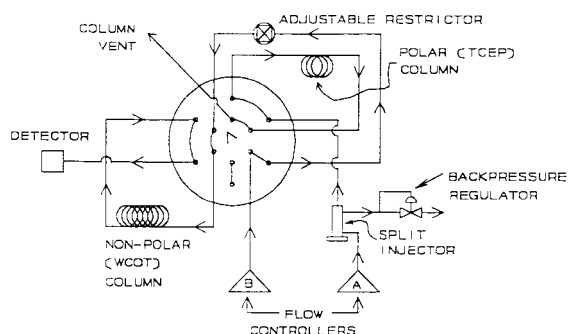 ADJUSTABLE RESTRICTOR
COLUMN
VENT
POLAR (TCEP)
COLUMN
DETECTOR
BACKPRESSURE
REGULATOR
NON-POLAR
(WCOT)
COLUMN
SPLIT
INJECTOR
B
A
FLOW
CONTROLLERS